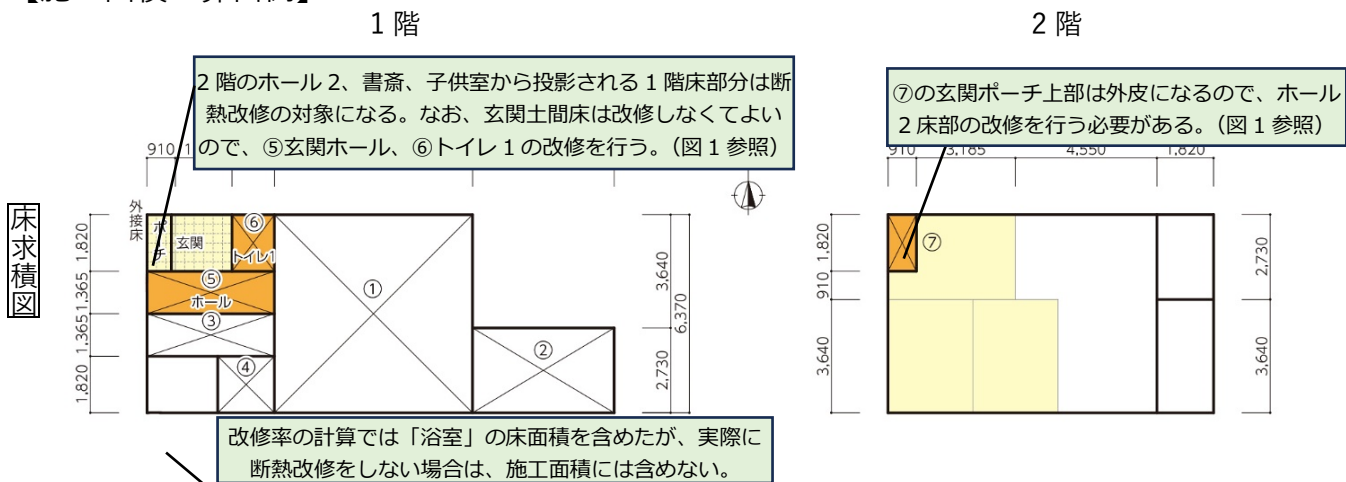 1 階
2 階
2 階のホール 2、書斎、子供室から投影される 1 階床部分は断
熱改修の対象になる。なお、玄関土間床は改修しなくてよい
ので、⑤玄関ホール、⑥トイレ 1 の改修を行う。（図 1 参照）
⑦の玄関ポーチ上部は外皮になるので、ホール
2 床部の改修を行う必要がある。（図 1 参照）
910
910
3,185
4,550
1,820
床求積図
外接床
玄関
⑥
トイレ1
⑤
ホール
③
④
①
②
1,820
1,365
1,365
1,820
3,640
6,370
2,730
⑦
1,820
910
3,640
2,730
3,640
改修率の計算では「浴室」の床面積を含めたが、実際に
断熱改修をしない場合は、施工面積には含めない。